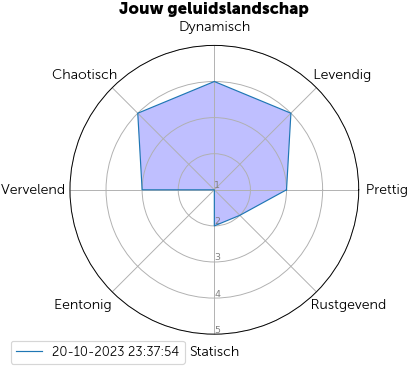 Jouw geluidslandschap
Dynamisch
Chaotisch
Levendig
Vervelend
1
Prettig
2
3
4
Eentonig
Rustgevend
5
20-10-2023 23:37:54
Statisch